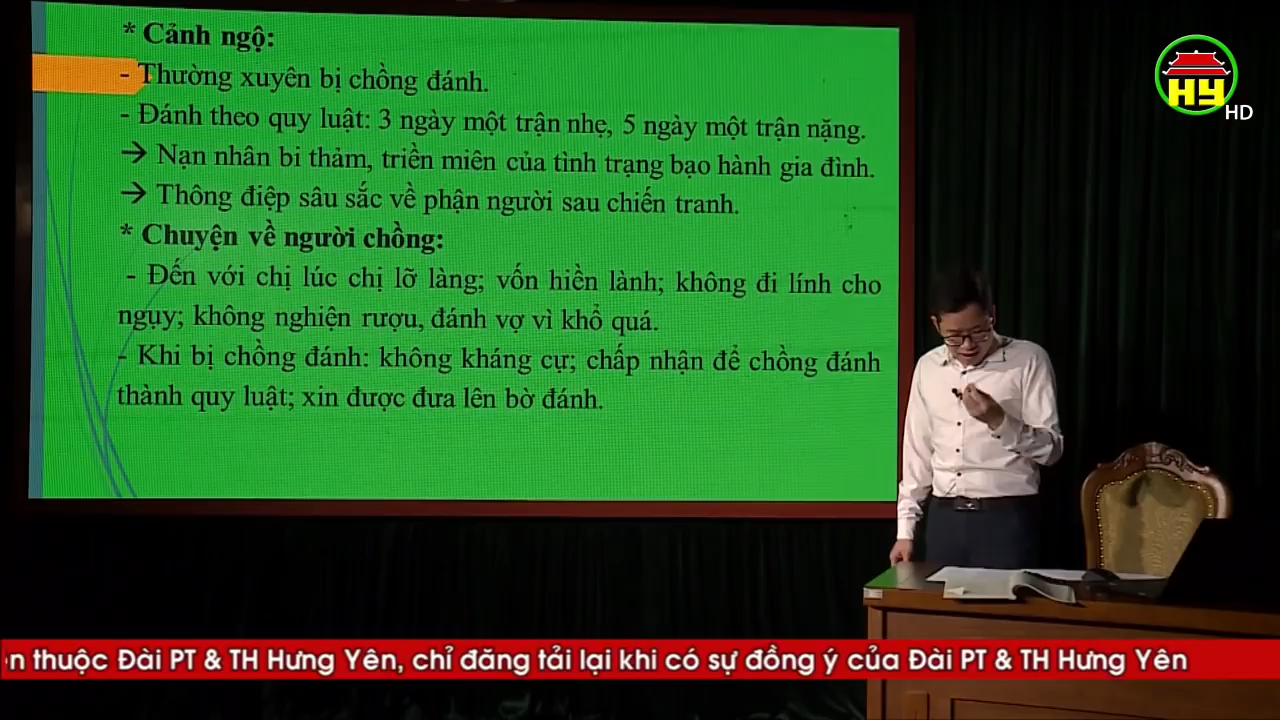 * Cảnh ngộ:
- Thường xuyên bị chồng đánh.
- Đánh theo quy luật: 3 ngày một trận nhẹ, 5 ngày một trận nặng.
→ Nạn nhân bi thảm, triền miên của tình trạng bạo hành gia đình.
→ Thông điệp sâu sắc về phận người sau chiến tranh.
* Chuyện về người chồng:
- Đến với chị lúc chị lỡ làng; vốn hiền lành; không đi lính cho
ngụy; không nghiện rượu, đánh vợ vì khổ quá.
- Khi bị chồng đánh: không kháng cự; chấp nhận để chồng đánh
thành quy luật; xin được đưa lên bờ đánh.
HY
HD
thuộc Đài PT & TH Hưng Yên, chỉ đăng tải lại khi có sự đồng ý của Đài PT & TH Hưng Yên